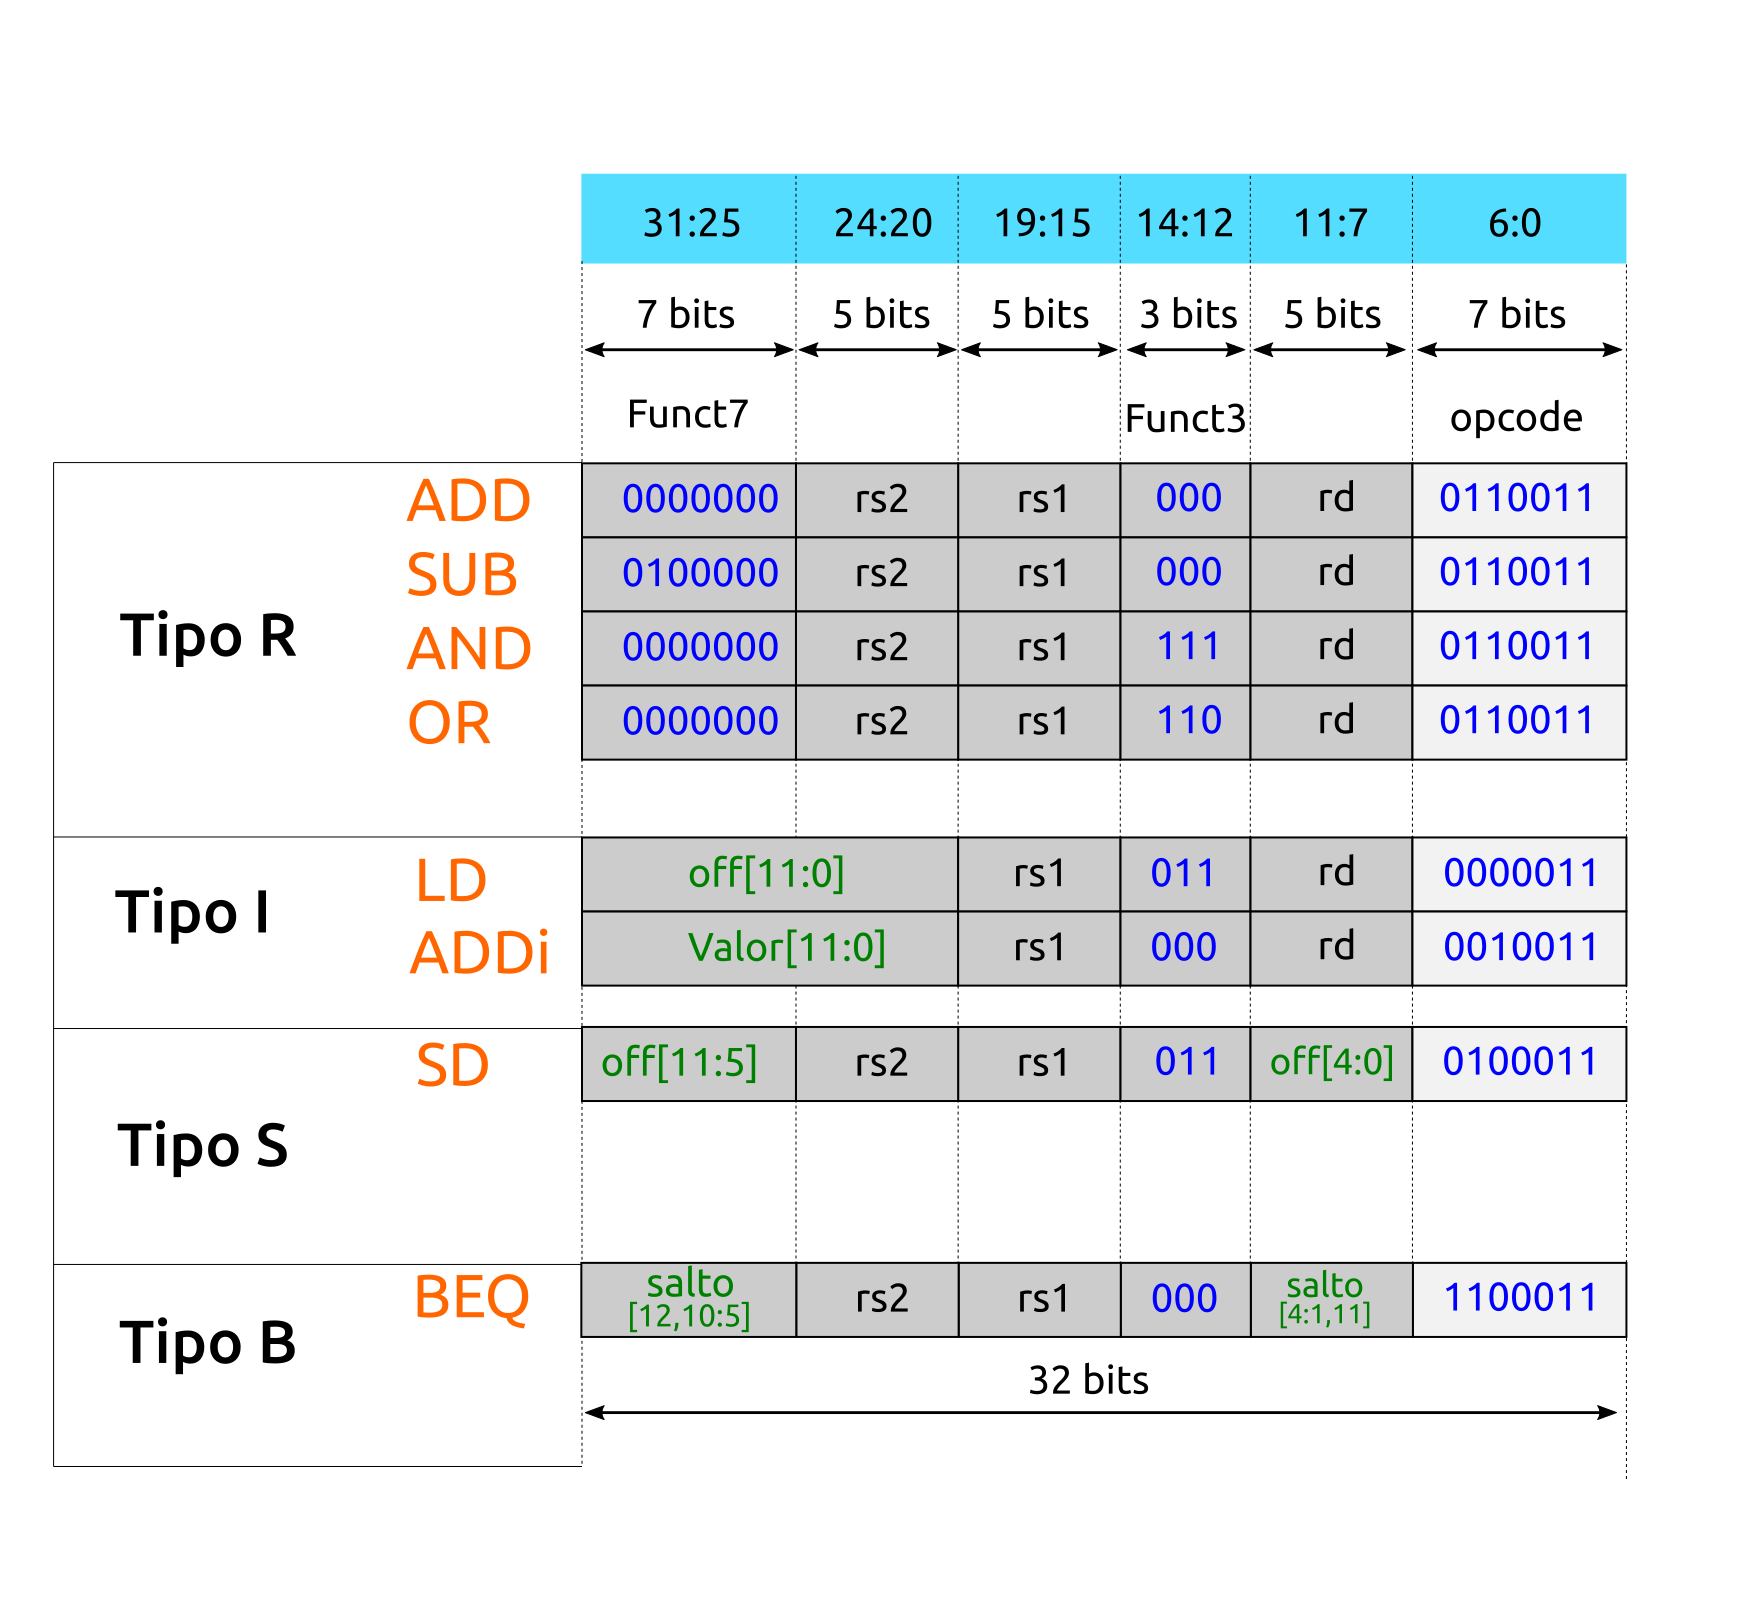 31:25 24:20 19:15 14:12 11:7 6:0
7 bits 5 bits 5 bits 3 bits 5 bits 7 bits
Funct7 Funct3 opcode
Tipo R
ADD 0000000 rs2 rs1 000 rd 0110011
SUB 0100000 rs2 rs1 000 rd 0110011
AND 0000000 rs2 rs1 111 rd 0110011
OR 0000000 rs2 rs1 110 rd 0110011
Tipo I
LD off[11:0] rs1 011 rd 0000011
ADDi Valor[11:0] rs1 000 rd 0010011
Tipo S
SD off[11:5] rs2 rs1 011 off[4:0] 0100011
Tipo B
BEQ salto [12,10:5] rs2 rs1 000 salto [4:1,11] 1100011
32 bits